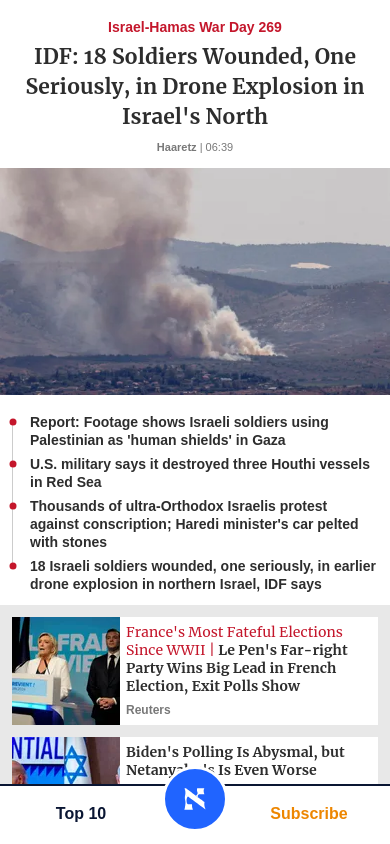 Israel-Hamas War Day 269
IDF: 18 Soldiers Wounded, One
Seriously, in Drone Explosion in
Israel's North
Haaretz | 06:39
Report: Footage shows Israeli soldiers using
Palestinian as 'human shields' in Gaza
U.S. military says it destroyed three Houthi vessels
in Red Sea
Thousands of ultra-Orthodox Israelis protest
against conscription; Haredi minister's car pelted
with stones
18 Israeli soldiers wounded, one seriously, in earlier
drone explosion in northern Israel, IDF says
France's Most Fateful Elections
Since WWII | Le Pen's Far-right
Party Wins Big Lead in French
Election, Exit Polls Show
Reuters
Biden's Polling Is Abysmal, but
Is Even Worse
Top 10
Subscribe